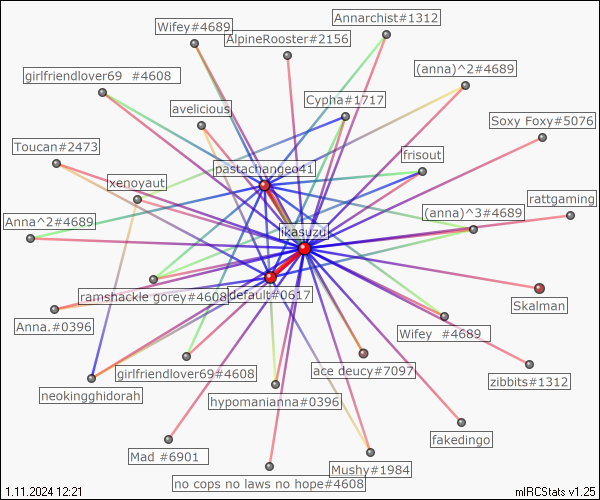 Annarchist#1312
Wifey#4689
AlpineRooster#2156
girlfriendlover69 #4608
(anna)^2#4689
avelicious
Cypha#1717
Soxy Foxy#5076
Toucan#2473
frisout
pastachangeo41
xenoyaut
rattgaming
Anna^2#4689
(anna)^3#4689
likasuzu
ramshackle gorey#4608
default#0617
Skalman
Anna.#0396
Wifey #4689
girlfriendlover69#4608
ace deucy#7097
zibbits#1312
neokingghidorah
hypomanianna#0396
fakedingo
Mad #6901
Mushy#1984
no cops no laws no hope#4608
1.11.2024 12:21
mIRCStats v1.25